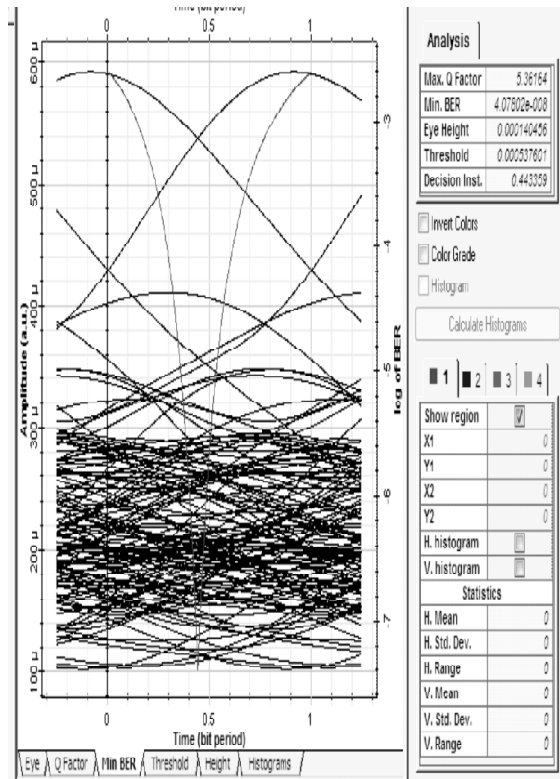 Time (bit period)
0 0.5 1
Amplitude (a.u.)
600 µ
500 µ
400 µ
300 µ
200 µ
100 µ
log of BER
-3
-4
-5
-6
-7
0 0.5 1
Time (bit period)
Eye Q Factor Min BER Threshold Height Histograms
Analysis
Max. Q Factor 5.36164
Min. BER 4.07802e-008
Eye Height 0.000140456
Threshold 0.000537601
Decision Inst. 0.443359
Invert Colors
Color Grade
Histogram
Calculate Histograms
1 2 3 4
Show region
X1 0
Y1 0
X2 0
Y2 0
H. histogram
V. histogram
Statistics
H. Mean 0
H. Std. Dev. 0
H. Range 0
V. Mean 0
V. Std. Dev. 0
V. Range 0